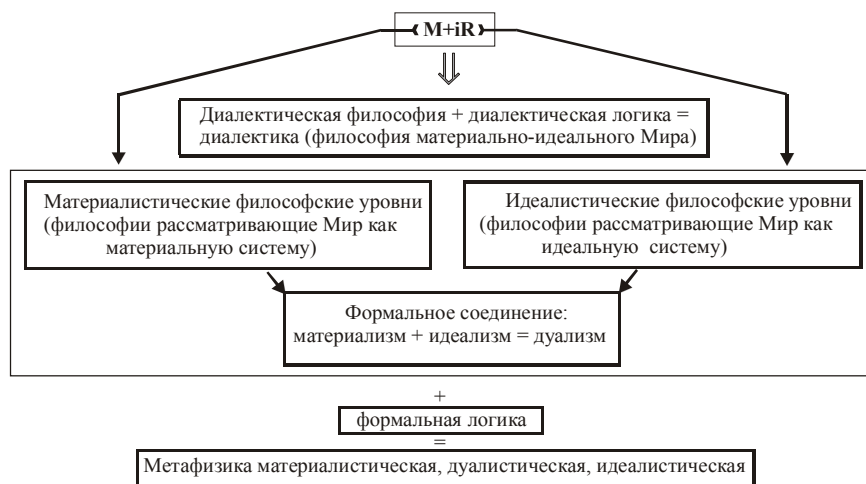 M+iR
Диалектическая философия + диалектическая логика =
диалектика (философия материально-идеального Мира)
Материалистические философские уровни
(философии рассматривающие Мир как
материальную систему)
Идеалистические философские уровни
(философии рассматривающие Мир как
идеальную систему)
Формальное соединение:
материализм + идеализм = дуализм
+
формальная логика
=
Метафизика материалистическая, дуалистическая, идеалистическая